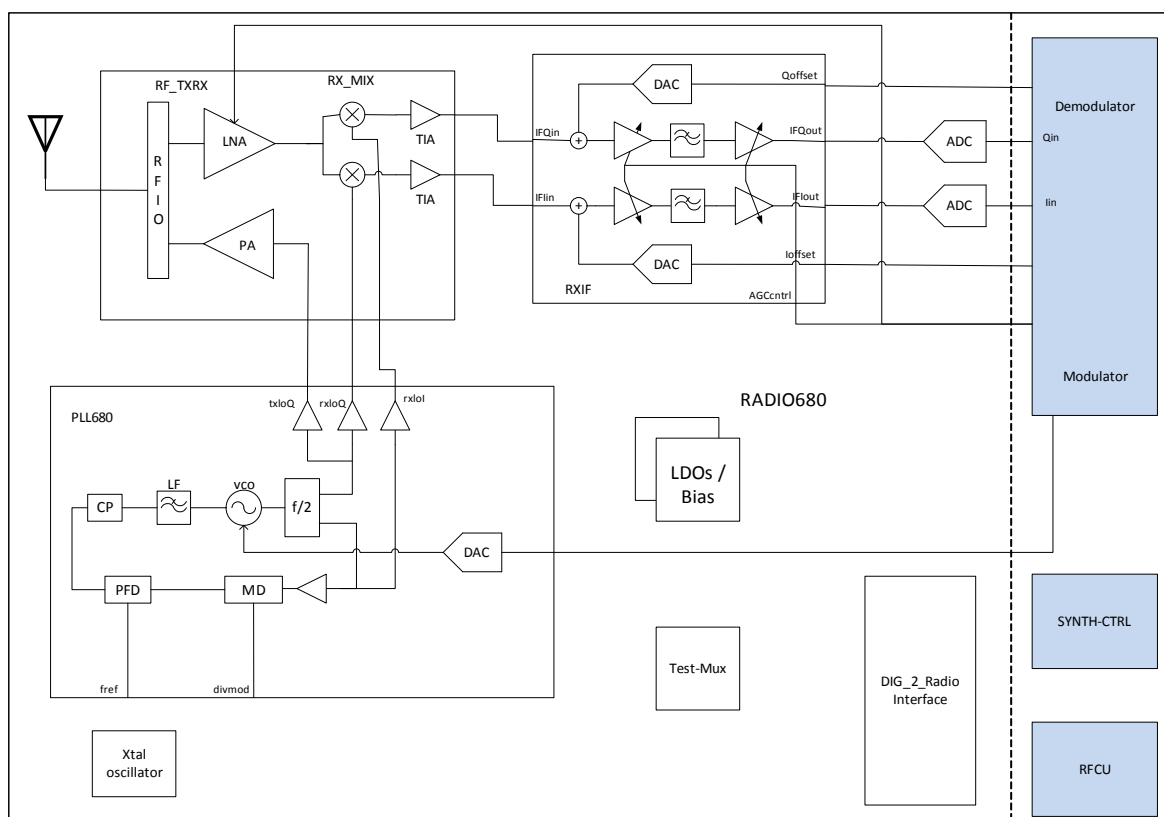 RF_TXRX
RX_MIX
LNA
R
F
I
O
PA
TIA
TIA
DAC
Qoffset
IFQin
IFQout
IFIin
IFIout
DAC
Ioffset
RXIF
AGCcntrl
ADC
ADC
Demodulator
Qin
Iin
Modulator
PLL680
txloQ
rxloQ
rxloI
RADIO680
LDOs /
Bias
CP
LF
vco
f/2
DAC
PFD
MD
fref
divmod
Test-Mux
DIG_2_Radio
Interface
SYNTH-CTRL
RFCU
Xtal
oscillator